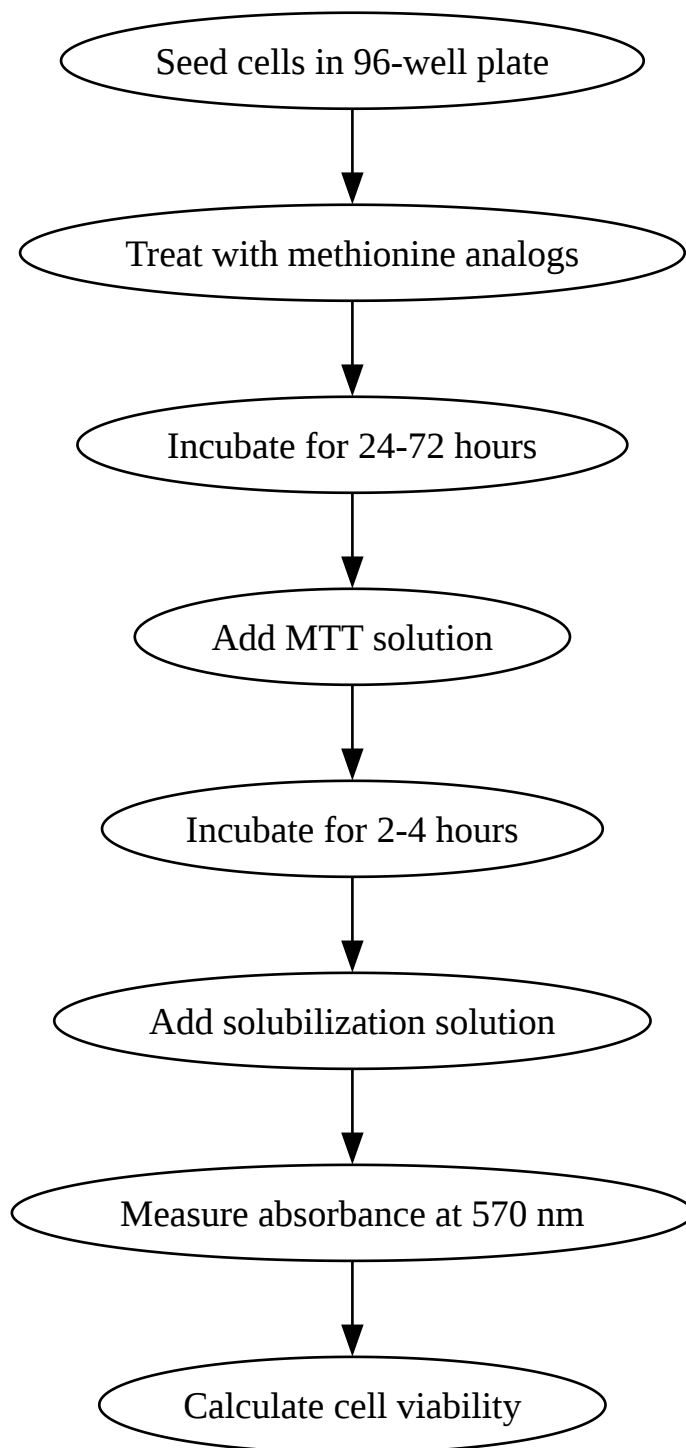 Seed cells in 96-well plate
Treat with methionine analogs
Incubate for 24-72 hours
Add MTT solution
Incubate for 2-4 hours
Add solubilization solution
Measure absorbance at 570 nm
Calculate cell viability